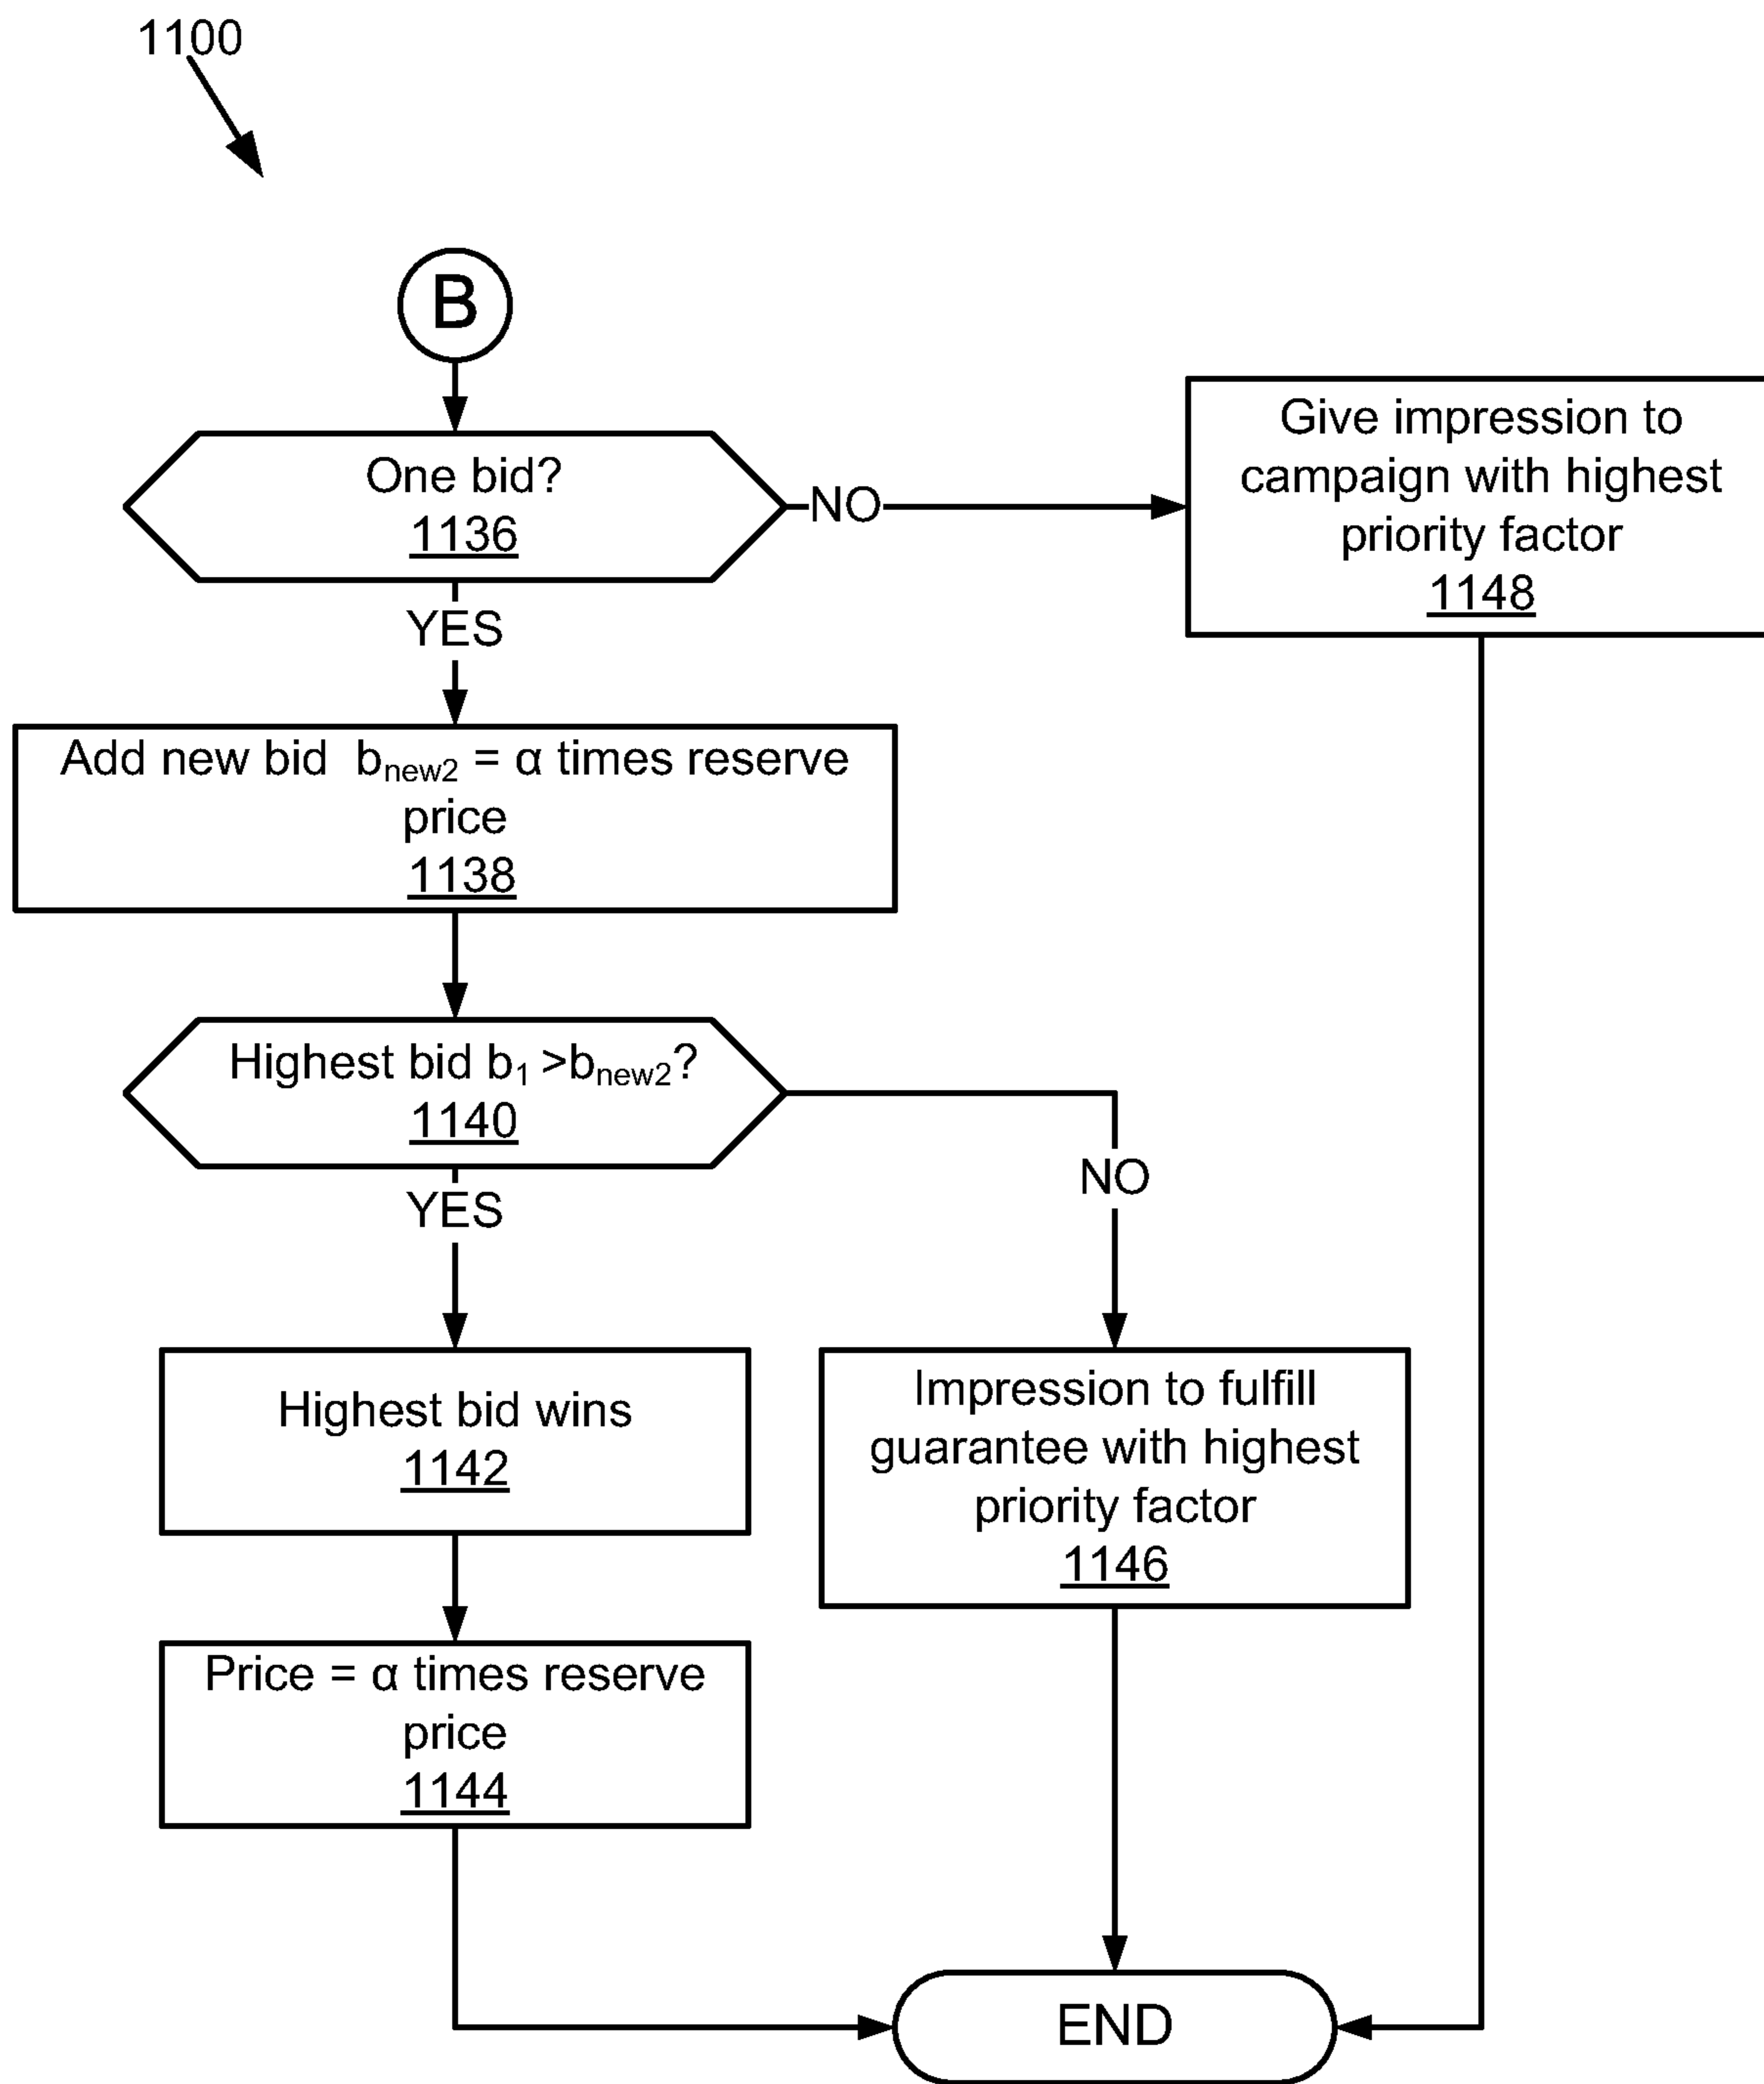 1100
B
One bid?
1136
NO
YES
Give impression to
campaign with highest
priority factor
1148
Add new bid  bnew2 = α times reserve
price
1138
Highest bid b1 >bnew2?
1140
YES
NO
Highest bid wins
1142
Impression to fulfill
guarantee with highest
priority factor
1146
Price = α times reserve
price
1144
END